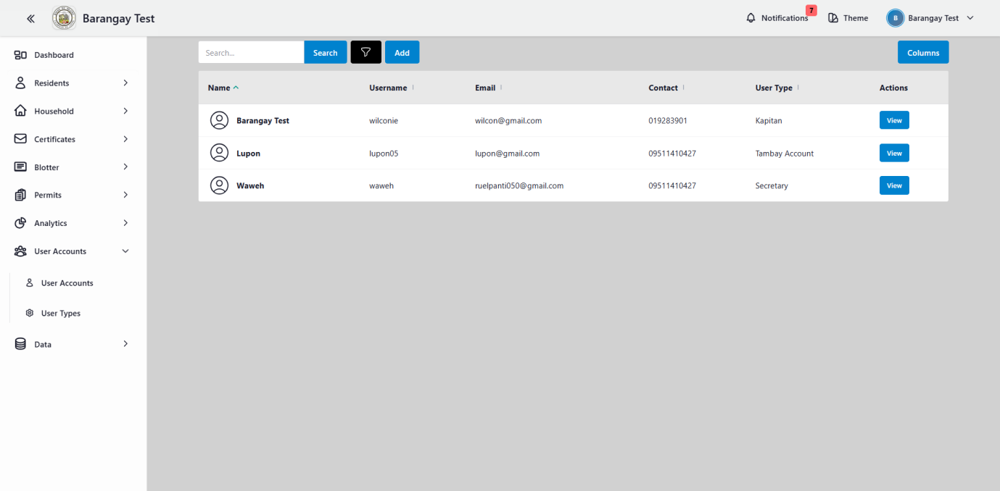 Barangay Test
Notifications 7
Theme
B Barangay Test
Dashboard
Residents
Household
Certificates
Blotter
Permits
Analytics
User Accounts
User Accounts
User Types
Data
Search... Search Add Columns
Name Username Email Contact User Type Actions
Barangay Test wilconie wilcon@gmail.com 019283901 Kapitan View
Lupon lupon05 lupon@gmail.com 09511410427 Tambay Account View
Waweh waweh ruelpanti050@gmail.com 09511410427 Secretary View